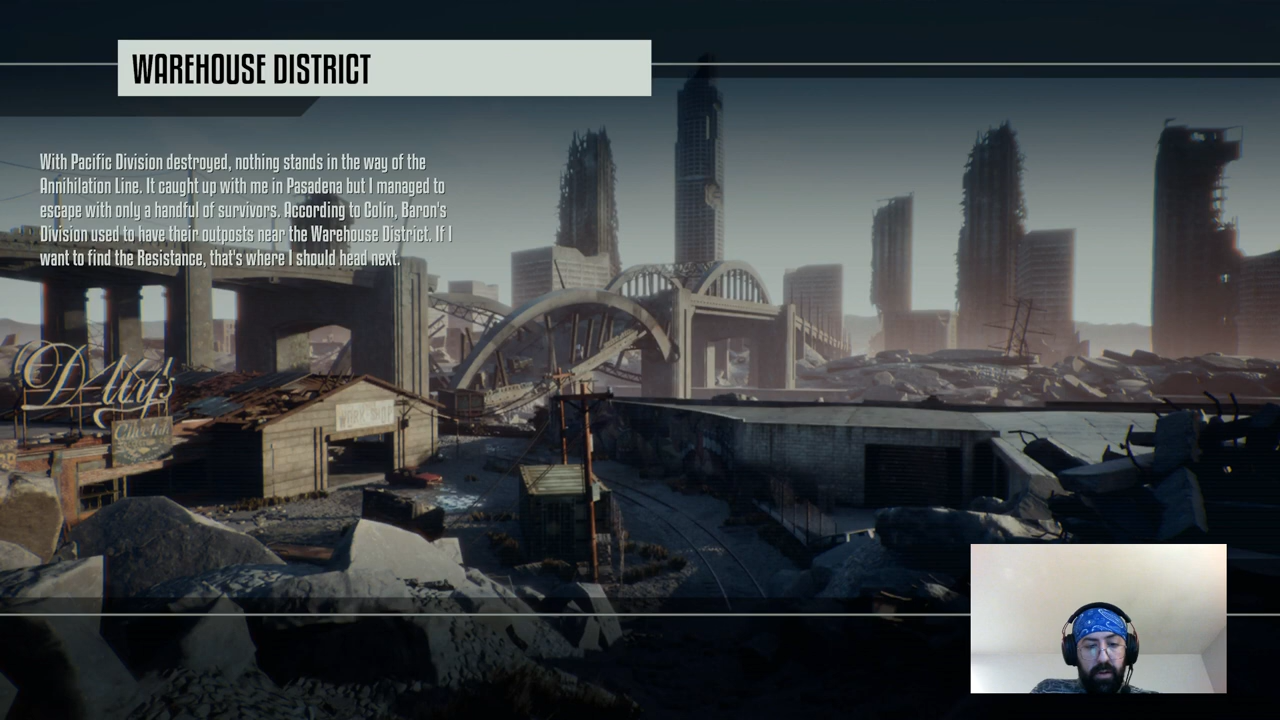 WAREHOUSE DISTRICT
With Pacific Division destroyed, nothing stands in the way of the
Annihilation Line. It caught up with me in Pasadena but I managed to
escape with only a handful of survivors. According to Colin, Baron's
Division used to have their outposts near the Warehouse District. If I
want to find the Resistance, that's where I should head next.
WORK SHOP